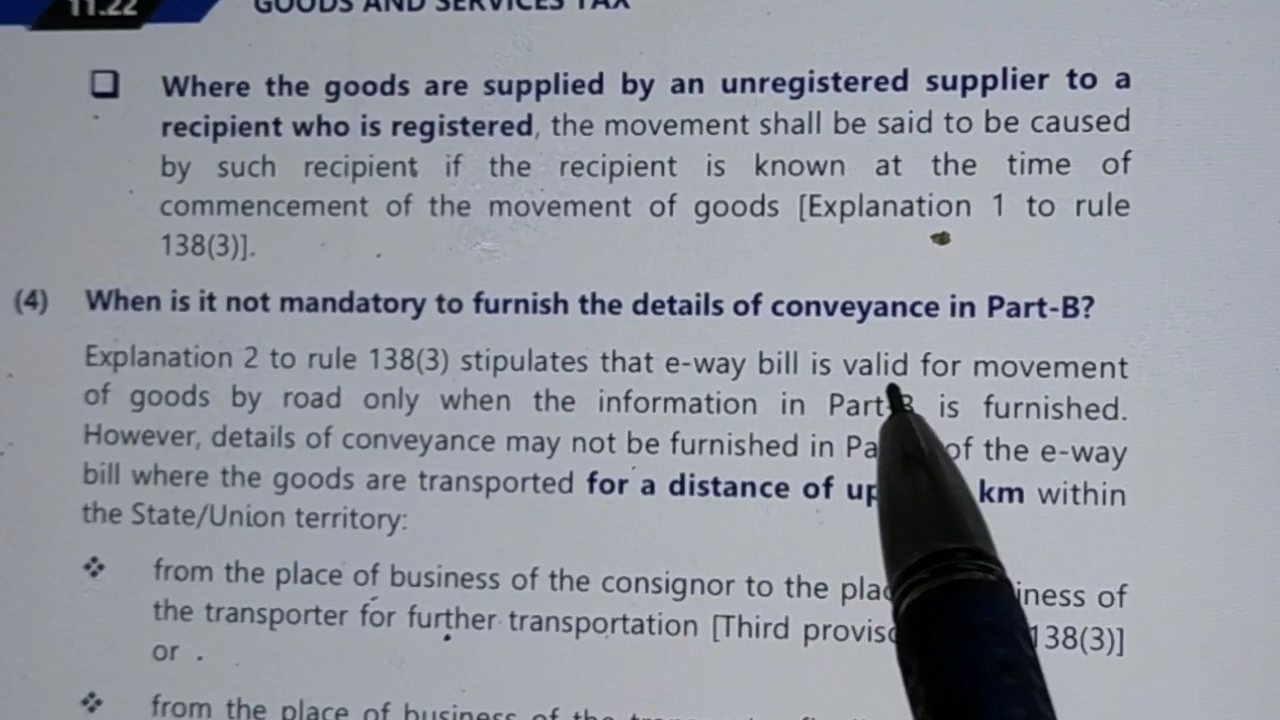 11.22 GOODS AND SERVICES TAX
Where the goods are supplied by an unregistered supplier to a
recipient who is registered, the movement shall be said to be caused
by such recipient if the recipient is known at the time of
commencement of the movement of goods [Explanation 1 to rule
138(3)].
(4) When is it not mandatory to furnish the details of conveyance in Part-B?
Explanation 2 to rule 138(3) stipulates that e-way bill is valid for movement
of goods by road only when the information in Part-B is furnished.
However, details of conveyance may not be furnished in of the e-way
bill where the goods are transported for a distance of km within
the State/Union territory:
from the place of business of the consignor to the of
the transporter for further transportation [Third 138(3)]
or
from the place of business of the